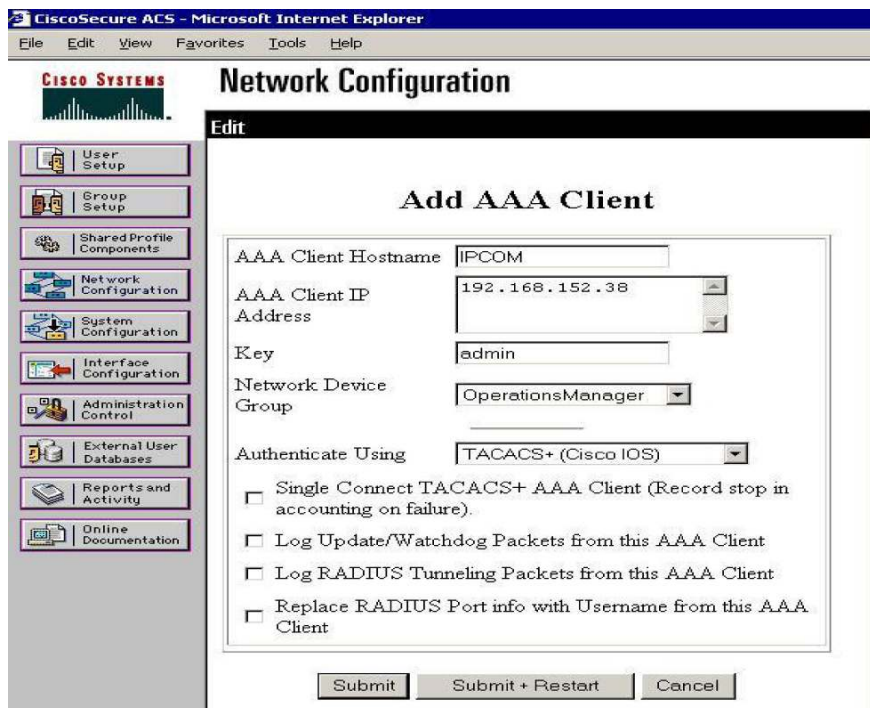 CiscoSecure ACS - Microsoft Internet Explorer
File Edit View Favorites Tools Help
CISCO SYSTEMS
Network Configuration
Edit
User
Setup
Group
Setup
Shared Profile
Components
Network
Configuration
System
Configuration
Interface
Configuration
Administration
Control
External User
Databases
Reports and
Activity
Online
Documentation
Add AAA Client
AAA Client Hostname IPCOM
AAA Client IP
Address
192.168.152.38
Key admin
Network Device
Group
OperationsManager
Authenticate Using TACACS+ (Cisco IOS)
Single Connect TACACS+ AAA Client (Record stop in
accounting on failure).
Log Update/Watchdog Packets from this AAA Client
Log RADIUS Tunneling Packets from this AAA Client
Replace RADIUS Port info with Username from this AAA
Client
Submit Submit + Restart Cancel